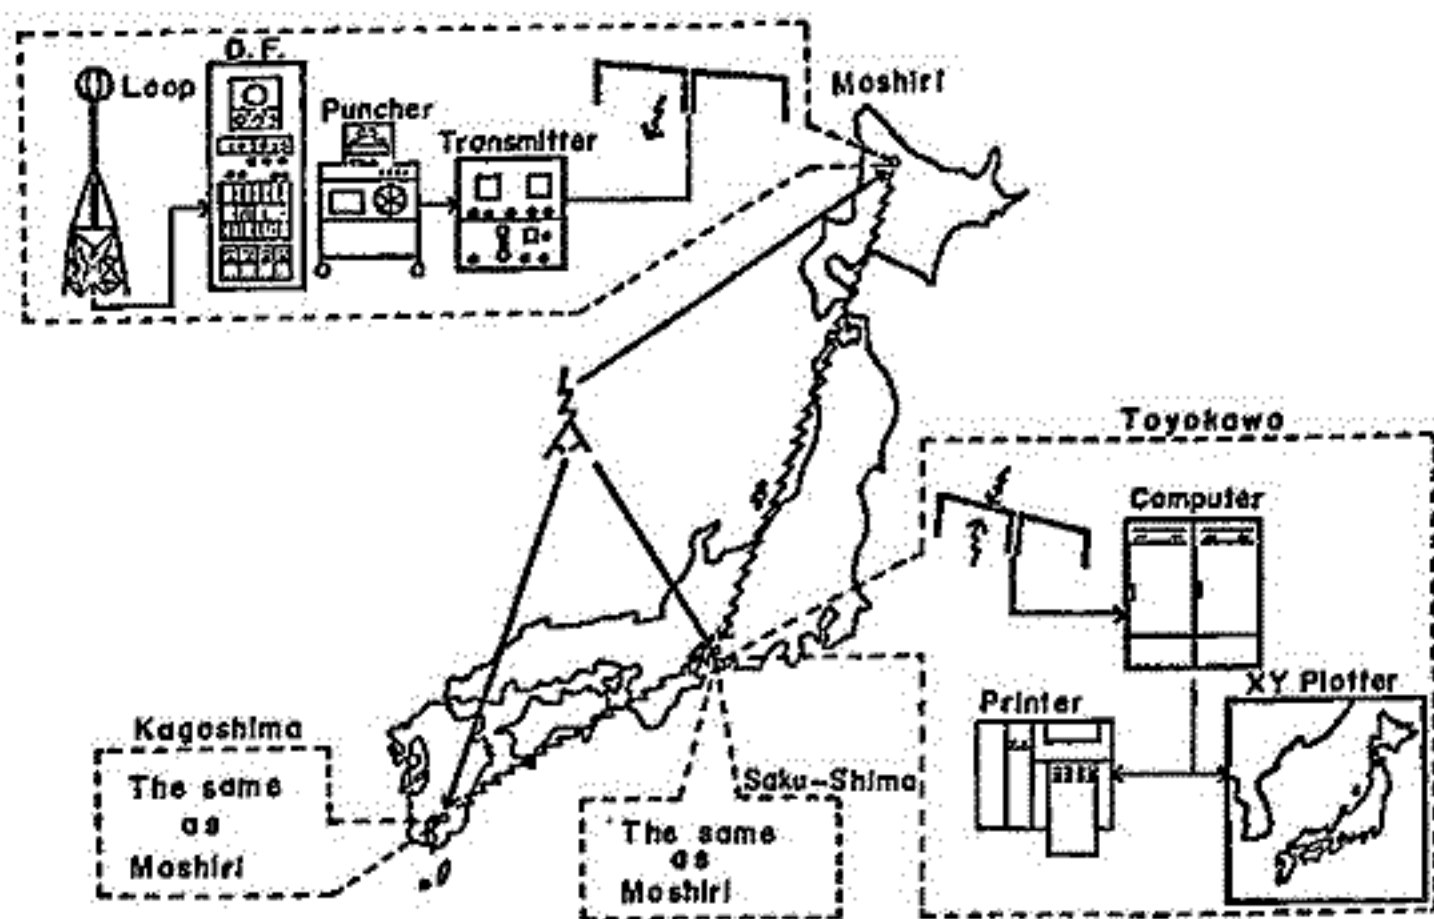 D.F.
Loop
Puncher
Transmitter
Moshiri
Toyokawa
Computer
Printer
XY Plotter
Kagoshima
The same
as
Moshiri
Saku-Shima
The same
as
Moshiri